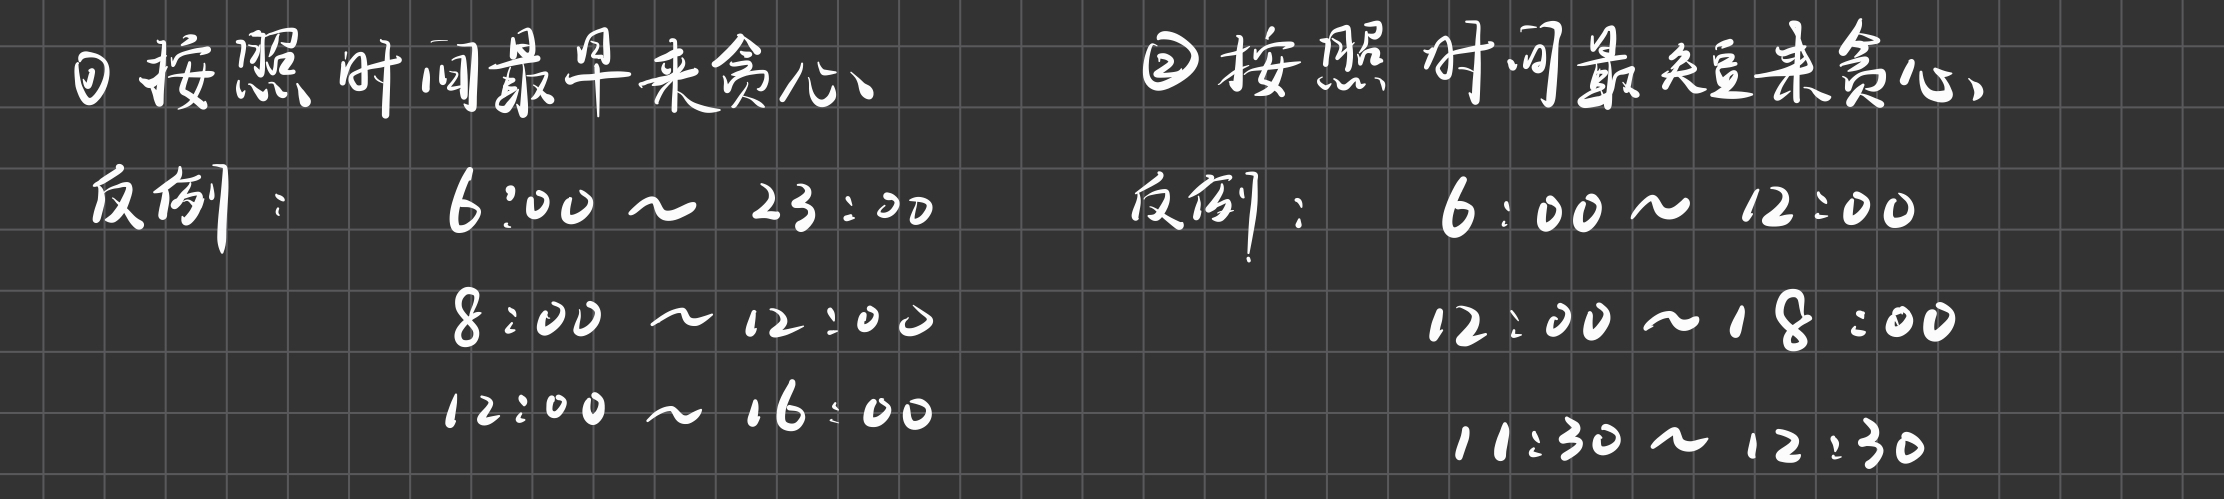 ① 按照时间最早来贪心、
反例： 6:00 ~ 23:00
8:00 ~ 12:00
12:00 ~ 16:00
② 按照时间最短来贪心、
反例： 6:00 ~ 12:00
12:00 ~ 18:00
11:30 ~ 12:30